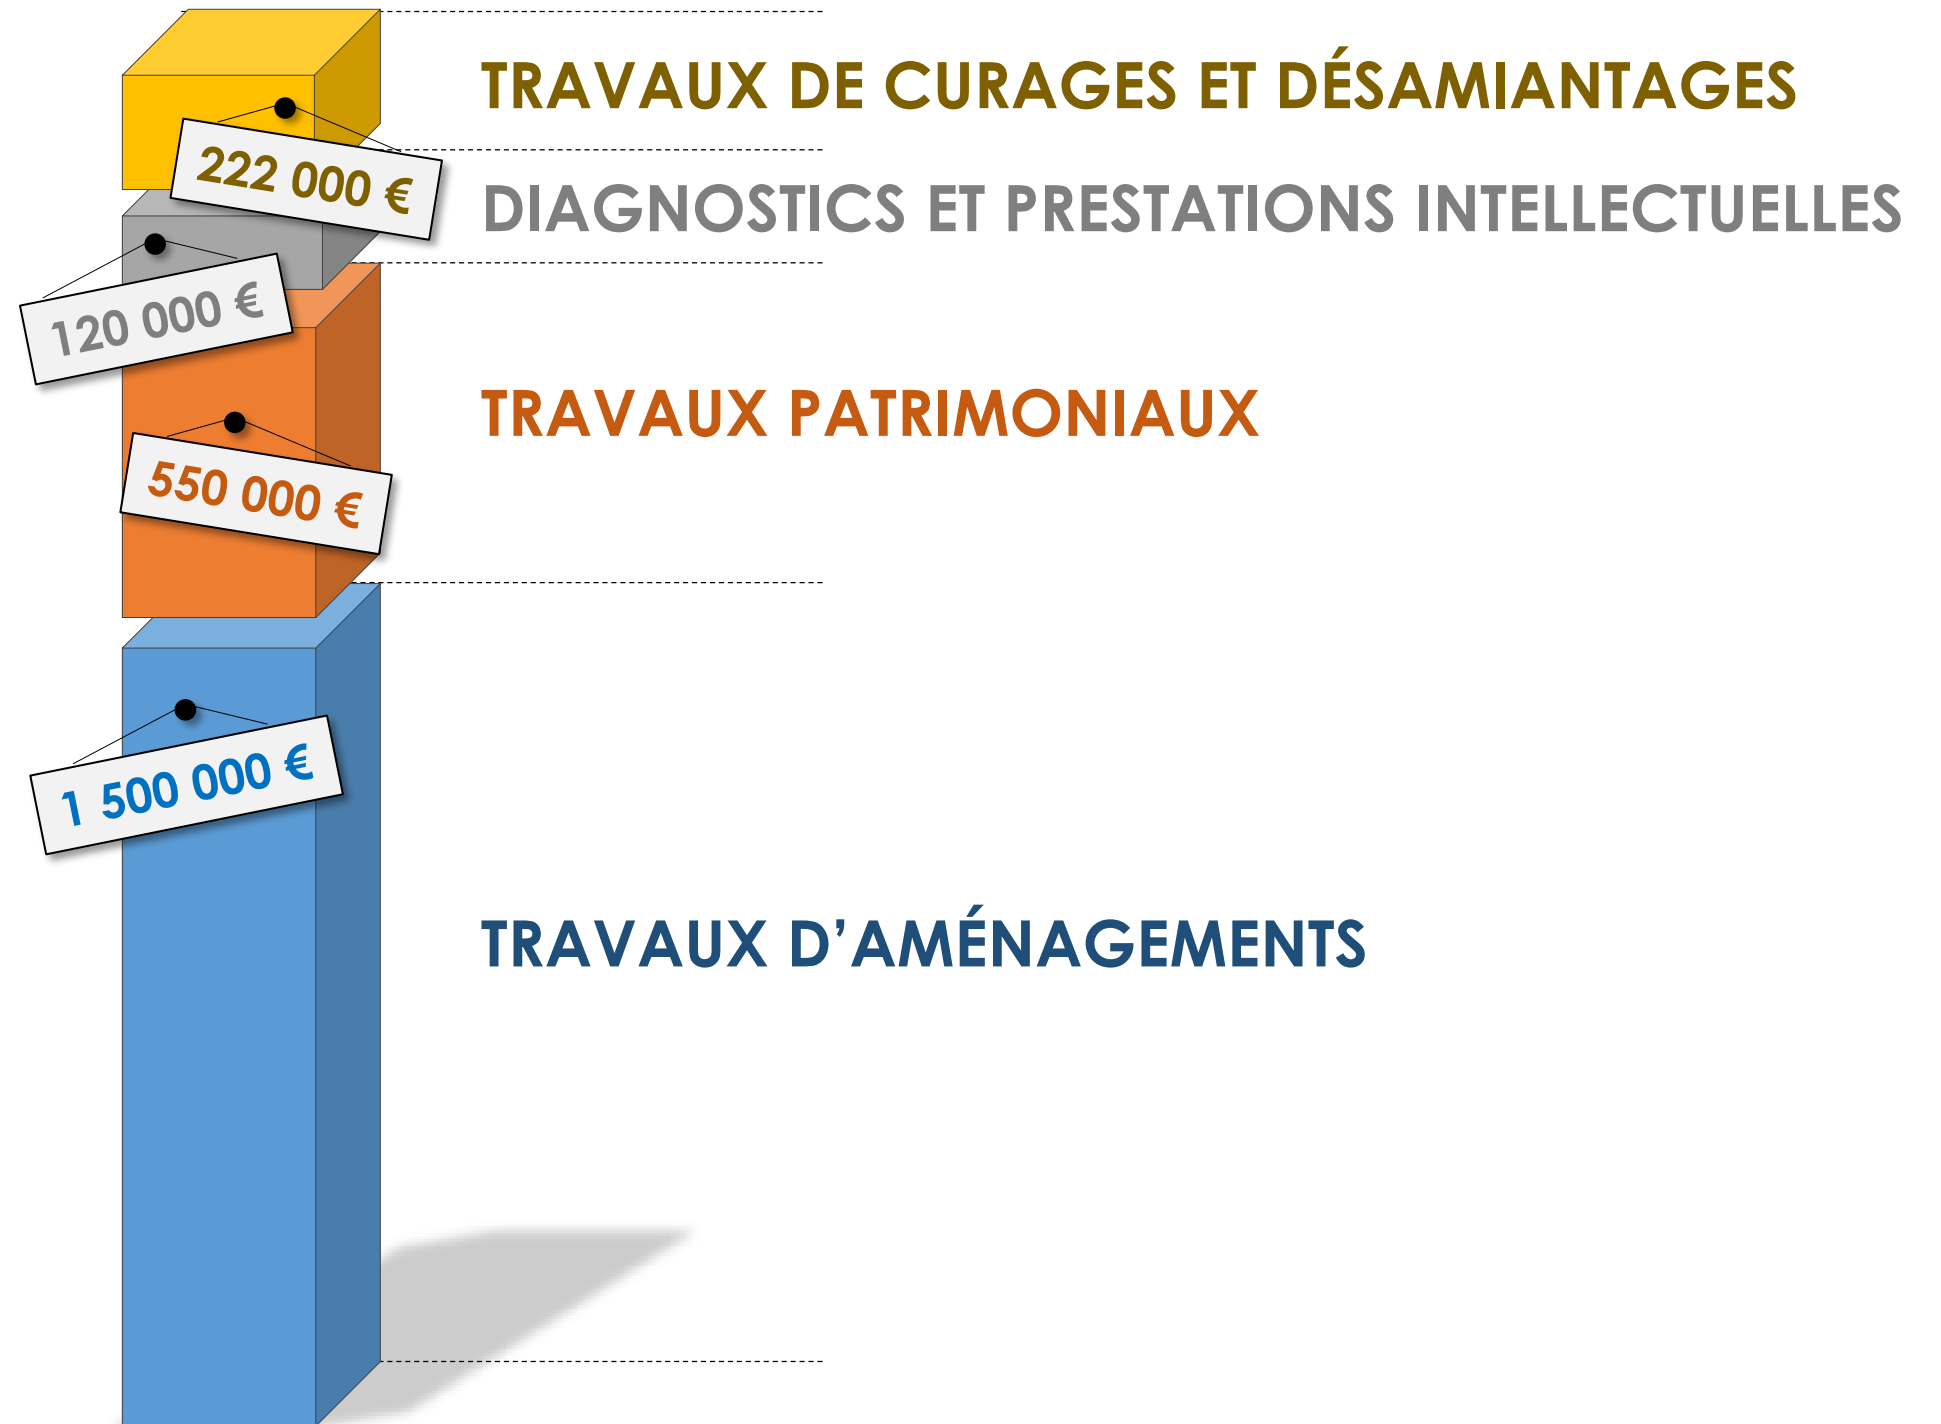 TRAVAUX DE CURAGES ET DÉSAMIANTAGES
222 000 €
DIAGNOSTICS ET PRESTATIONS INTELLECTUELLES
120 000 €
TRAVAUX PATRIMONIAUX
550 000 €
1 500 000 €
TRAVAUX D’AMÉNAGEMENTS